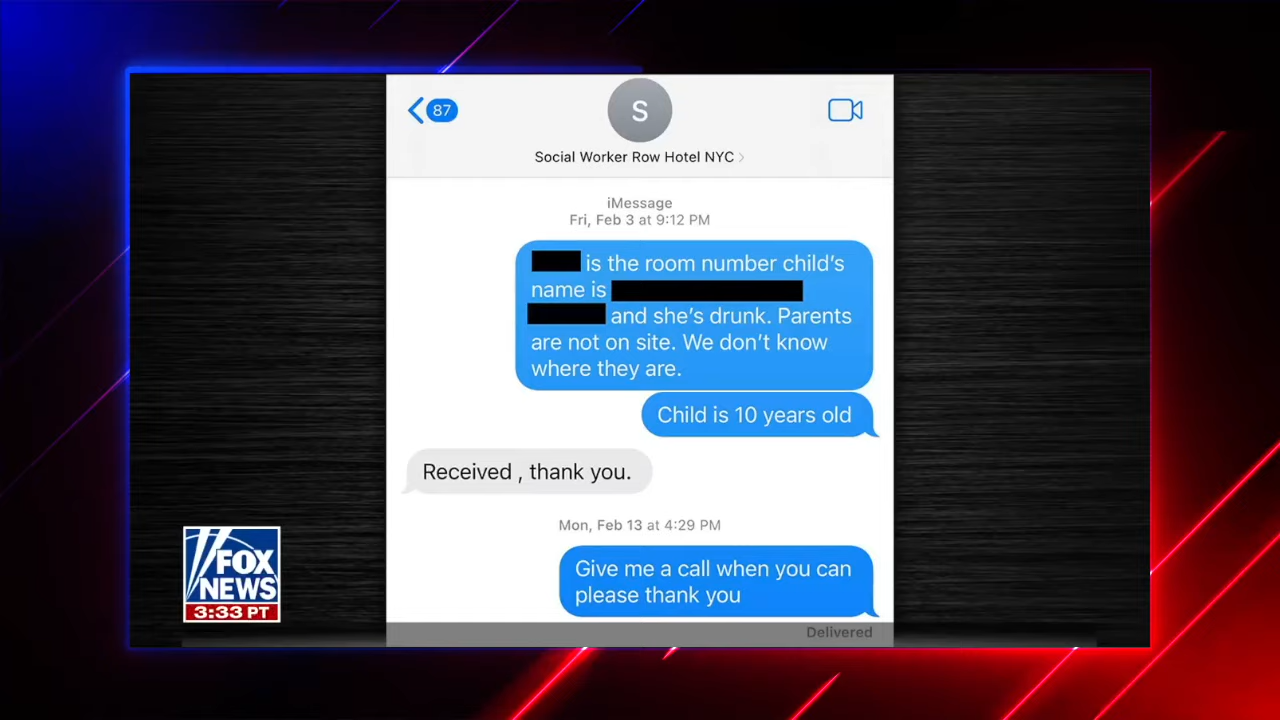 87
S
Social Worker Row Hotel NYC
iMessage
Fri, Feb 3 at 9:12 PM
is the room number child's
name is
and she's drunk. Parents
are not on site. We don't know
where they are.
Child is 10 years old
Received , thank you.
Mon, Feb 13 at 4:29 PM
Give me a call when you can
please thank you
Delivered
FOX
NEWS
3:33 PT